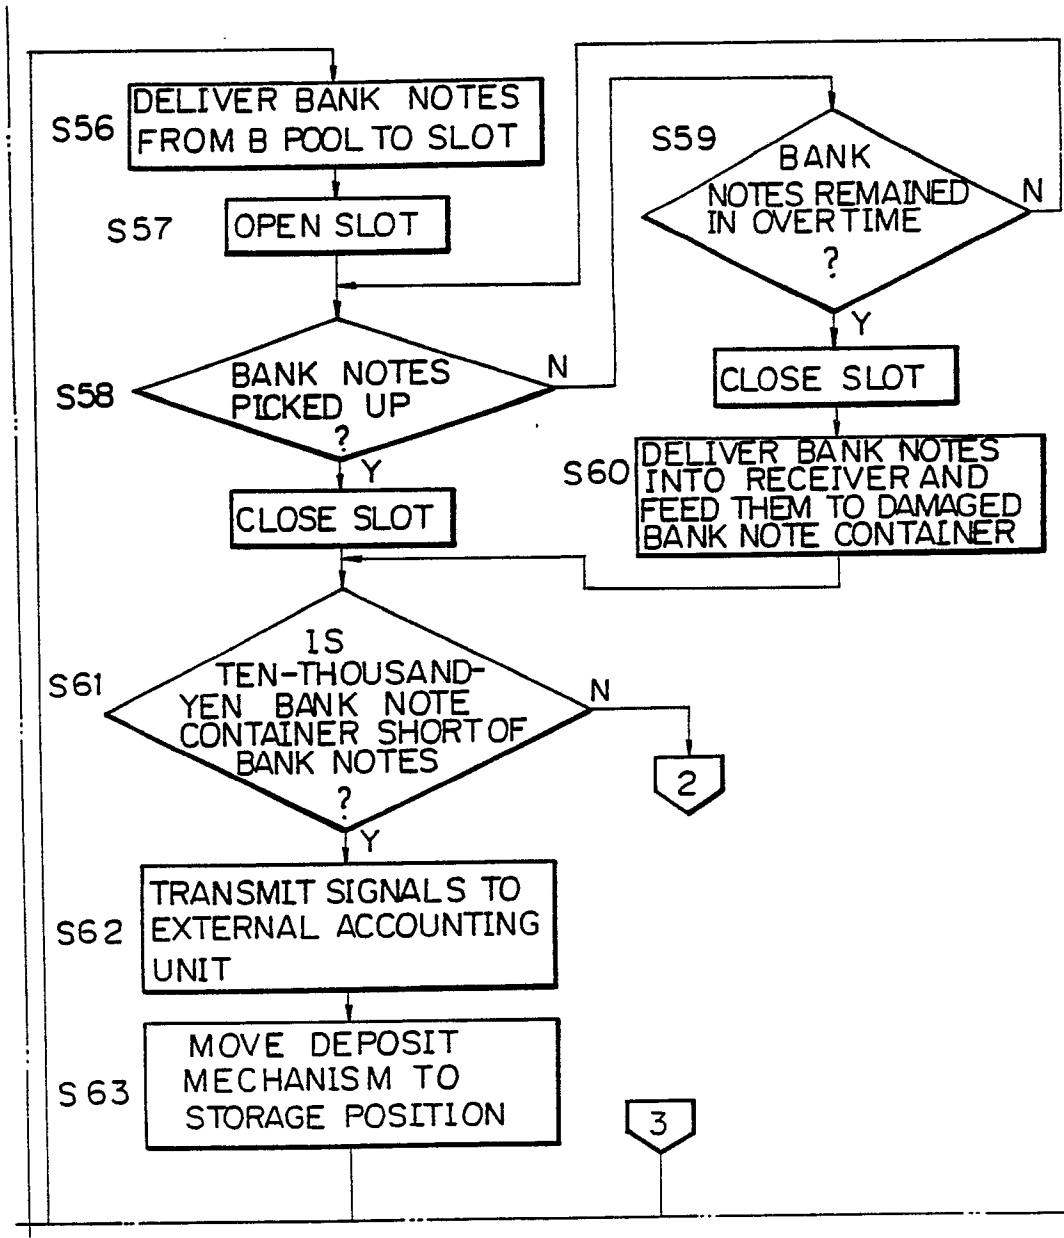 S56
DELIVER BANK NOTES
FROM B POOL TO SLOT
S57
OPEN SLOT
S58
BANK NOTES
PICKED UP
?
N
Y
CLOSE SLOT
S59
BANK
NOTES REMAINED
IN OVERTIME
?
N
Y
CLOSE SLOT
S60
DELIVER BANK NOTES
INTO RECEIVER AND
FEED THEM TO DAMAGED
BANK NOTE CONTAINER
S61
IS
TEN-THOUSAND-
YEN BANK NOTE
CONTAINER SHORT OF
BANK NOTES
?
N
2
Y
S62
TRANSMIT SIGNALS TO
EXTERNAL ACCOUNTING
UNIT
S63
MOVE DEPOSIT
MECHANISM TO
STORAGE POSITION
3